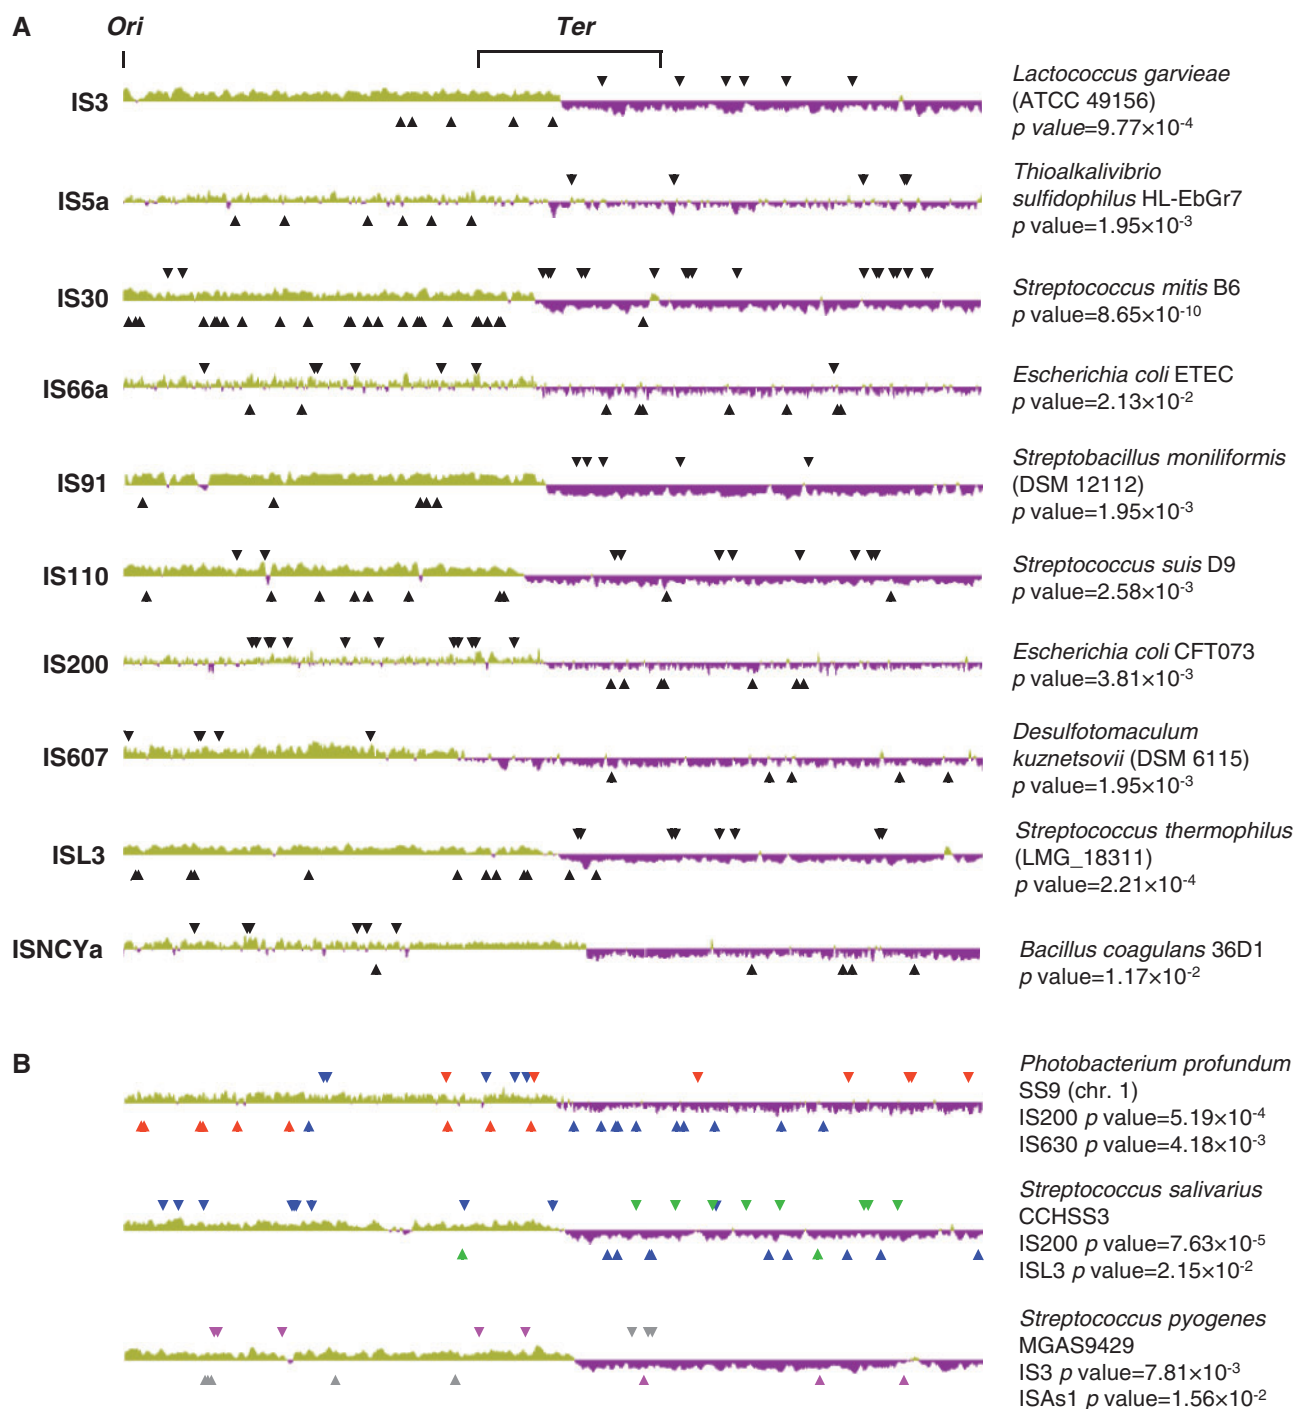 A
Ori
Ter
IS3
Lactococcus garvieae
(ATCC 49156)
p value=9.77×10-4
IS5a
Thioalkalivibrio
sulfidophilus HL-EbGr7
p value=1.95×10-3
IS30
Streptococcus mitis B6
p value=8.65×10-10
IS66a
Escherichia coli ETEC
p value=2.13×10-2
IS91
Streptobacillus moniliformis
(DSM 12112)
p value=1.95×10-3
IS110
Streptococcus suis D9
p value=2.58×10-3
IS200
Escherichia coli CFT073
p value=3.81×10-3
IS607
Desulfotomaculum
kuznetsovii (DSM 6115)
p value=1.95×10-3
ISL3
Streptococcus thermophilus
(LMG_18311)
p value=2.21×10-4
ISNCYa
Bacillus coagulans 36D1
p value=1.17×10-2
B
Photobacterium profundum
SS9 (chr. 1)
IS200 p value=5.19×10-4
IS630 p value=4.18×10-3
Streptococcus salivarius
CCHSS3
IS200 p value=7.63×10-5
ISL3 p value=2.15×10-2
Streptococcus pyogenes
MGAS9429
IS3 p value=7.81×10-3
ISAs1 p value=1.56×10-2